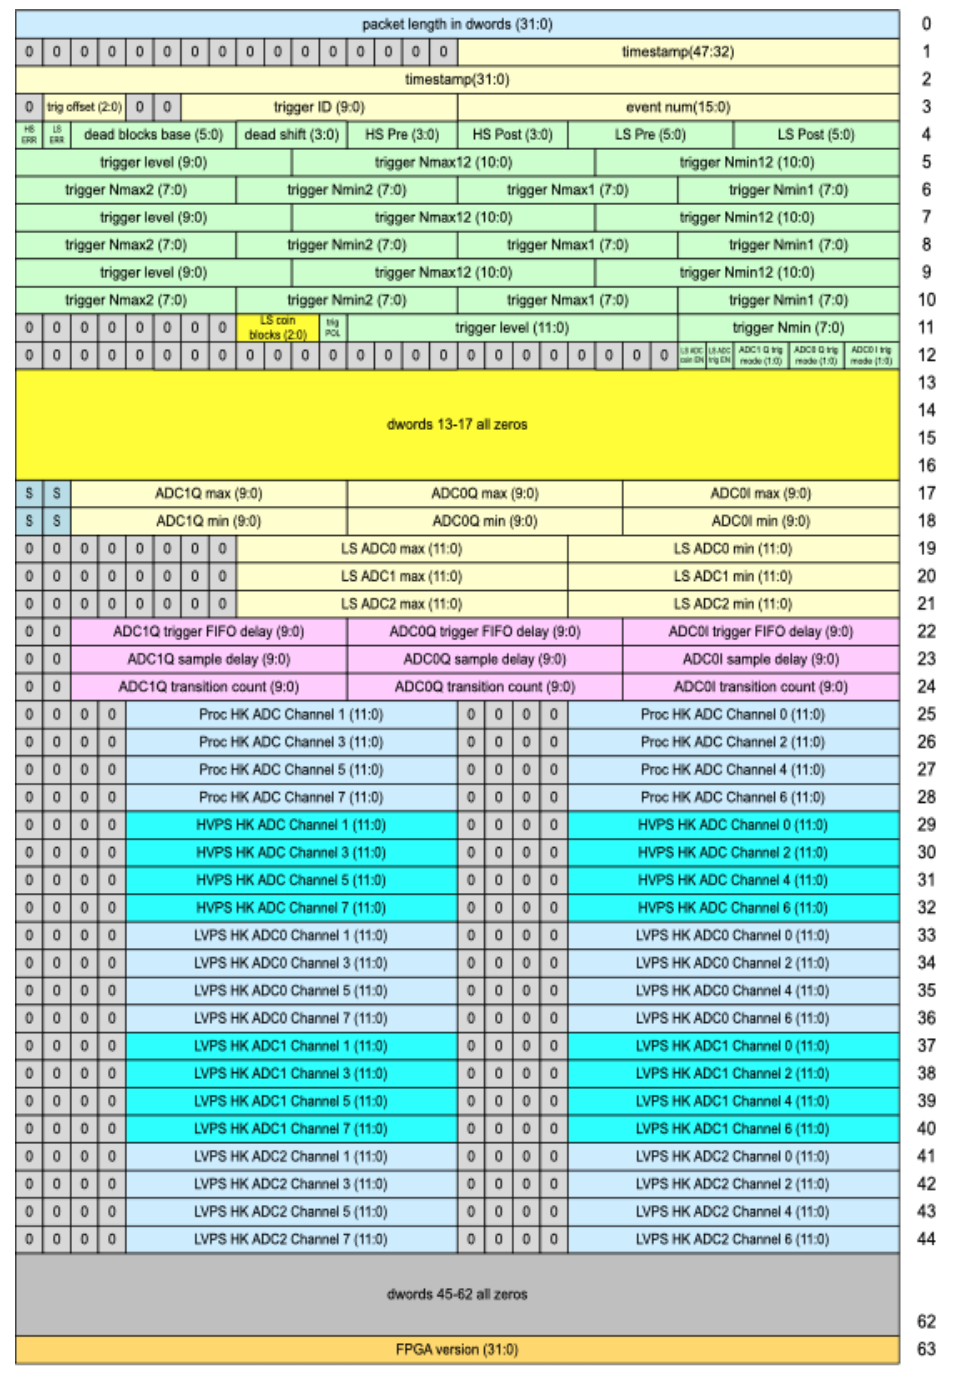 packet length in dwords (31:0) 0
0 0 0 0 0 0 0 0 0 0 0 0 0 0 0 0 timestamp(47:32) 1
timestamp(31:0) 2
0 trig offset (2:0) 0 0 trigger ID (9:0) event num(15:0) 3
HS ERR LS ERR dead blocks base (5:0) dead shift (3:0) HS Pre (3:0) HS Post (3:0) LS Pre (5:0) LS Post (5:0) 4
trigger level (9:0) trigger Nmax12 (10:0) trigger Nmin12 (10:0) 5
trigger Nmax2 (7:0) trigger Nmin2 (7:0) trigger Nmax1 (7:0) trigger Nmin1 (7:0) 6
trigger level (9:0) trigger Nmax12 (10:0) trigger Nmin12 (10:0) 7
trigger Nmax2 (7:0) trigger Nmin2 (7:0) trigger Nmax1 (7:0) trigger Nmin1 (7:0) 8
trigger level (9:0) trigger Nmax12 (10:0) trigger Nmin12 (10:0) 9
trigger Nmax2 (7:0) trigger Nmin2 (7:0) trigger Nmax1 (7:0) trigger Nmin1 (7:0) 10
0 0 0 0 0 0 0 0 LS coin blocks (2:0) trig POL trigger level (11:0) trigger Nmin (7:0) 11
0 0 0 0 0 0 0 0 0 0 0 0 0 0 0 0 0 0 0 0 0 0 0 0 LS ADC coin EN LS ADC trig EN ADC1 Q trig mode (1:0) ADC0 Q trig mode (1:0) ADC0 I trig mode (1:0) 12
13
dwords 13-17 all zeros 14
15
16
S S ADC1Q max (9:0) ADC0Q max (9:0) ADC0I max (9:0) 17
S S ADC1Q min (9:0) ADC0Q min (9:0) ADC0I min (9:0) 18
0 0 0 0 0 0 0 0 LS ADC0 max (11:0) LS ADC0 min (11:0) 19
0 0 0 0 0 0 0 0 LS ADC1 max (11:0) LS ADC1 min (11:0) 20
0 0 0 0 0 0 0 0 LS ADC2 max (11:0) LS ADC2 min (11:0) 21
0 0 ADC1Q trigger FIFO delay (9:0) ADC0Q trigger FIFO delay (9:0) ADC0I trigger FIFO delay (9:0) 22
0 0 ADC1Q sample delay (9:0) ADC0Q sample delay (9:0) ADC0I sample delay (9:0) 23
0 0 ADC1Q transition count (9:0) ADC0Q transition count (9:0) ADC0I transition count (9:0) 24
0 0 0 0 Proc HK ADC Channel 1 (11:0) 0 0 0 0 Proc HK ADC Channel 0 (11:0) 25
0 0 0 0 Proc HK ADC Channel 3 (11:0) 0 0 0 0 Proc HK ADC Channel 2 (11:0) 26
0 0 0 0 Proc HK ADC Channel 5 (11:0) 0 0 0 0 Proc HK ADC Channel 4 (11:0) 27
0 0 0 0 Proc HK ADC Channel 7 (11:0) 0 0 0 0 Proc HK ADC Channel 6 (11:0) 28
0 0 0 0 HVPS HK ADC Channel 1 (11:0) 0 0 0 0 HVPS HK ADC Channel 0 (11:0) 29
0 0 0 0 HVPS HK ADC Channel 3 (11:0) 0 0 0 0 HVPS HK ADC Channel 2 (11:0) 30
0 0 0 0 HVPS HK ADC Channel 5 (11:0) 0 0 0 0 HVPS HK ADC Channel 4 (11:0) 31
0 0 0 0 HVPS HK ADC Channel 7 (11:0) 0 0 0 0 HVPS HK ADC Channel 6 (11:0) 32
0 0 0 0 LVPS HK ADC0 Channel 1 (11:0) 0 0 0 0 LVPS HK ADC0 Channel 0 (11:0) 33
0 0 0 0 LVPS HK ADC0 Channel 3 (11:0) 0 0 0 0 LVPS HK ADC0 Channel 2 (11:0) 34
0 0 0 0 LVPS HK ADC0 Channel 5 (11:0) 0 0 0 0 LVPS HK ADC0 Channel 4 (11:0) 35
0 0 0 0 LVPS HK ADC0 Channel 7 (11:0) 0 0 0 0 LVPS HK ADC0 Channel 6 (11:0) 36
0 0 0 0 LVPS HK ADC1 Channel 1 (11:0) 0 0 0 0 LVPS HK ADC1 Channel 0 (11:0) 37
0 0 0 0 LVPS HK ADC1 Channel 3 (11:0) 0 0 0 0 LVPS HK ADC1 Channel 2 (11:0) 38
0 0 0 0 LVPS HK ADC1 Channel 5 (11:0) 0 0 0 0 LVPS HK ADC1 Channel 4 (11:0) 39
0 0 0 0 LVPS HK ADC1 Channel 7 (11:0) 0 0 0 0 LVPS HK ADC1 Channel 6 (11:0) 40
0 0 0 0 LVPS HK ADC2 Channel 1 (11:0) 0 0 0 0 LVPS HK ADC2 Channel 0 (11:0) 41
0 0 0 0 LVPS HK ADC2 Channel 3 (11:0) 0 0 0 0 LVPS HK ADC2 Channel 2 (11:0) 42
0 0 0 0 LVPS HK ADC2 Channel 5 (11:0) 0 0 0 0 LVPS HK ADC2 Channel 4 (11:0) 43
0 0 0 0 LVPS HK ADC2 Channel 7 (11:0) 0 0 0 0 LVPS HK ADC2 Channel 6 (11:0) 44
dwords 45-62 all zeros
62
FPGA version (31:0) 63